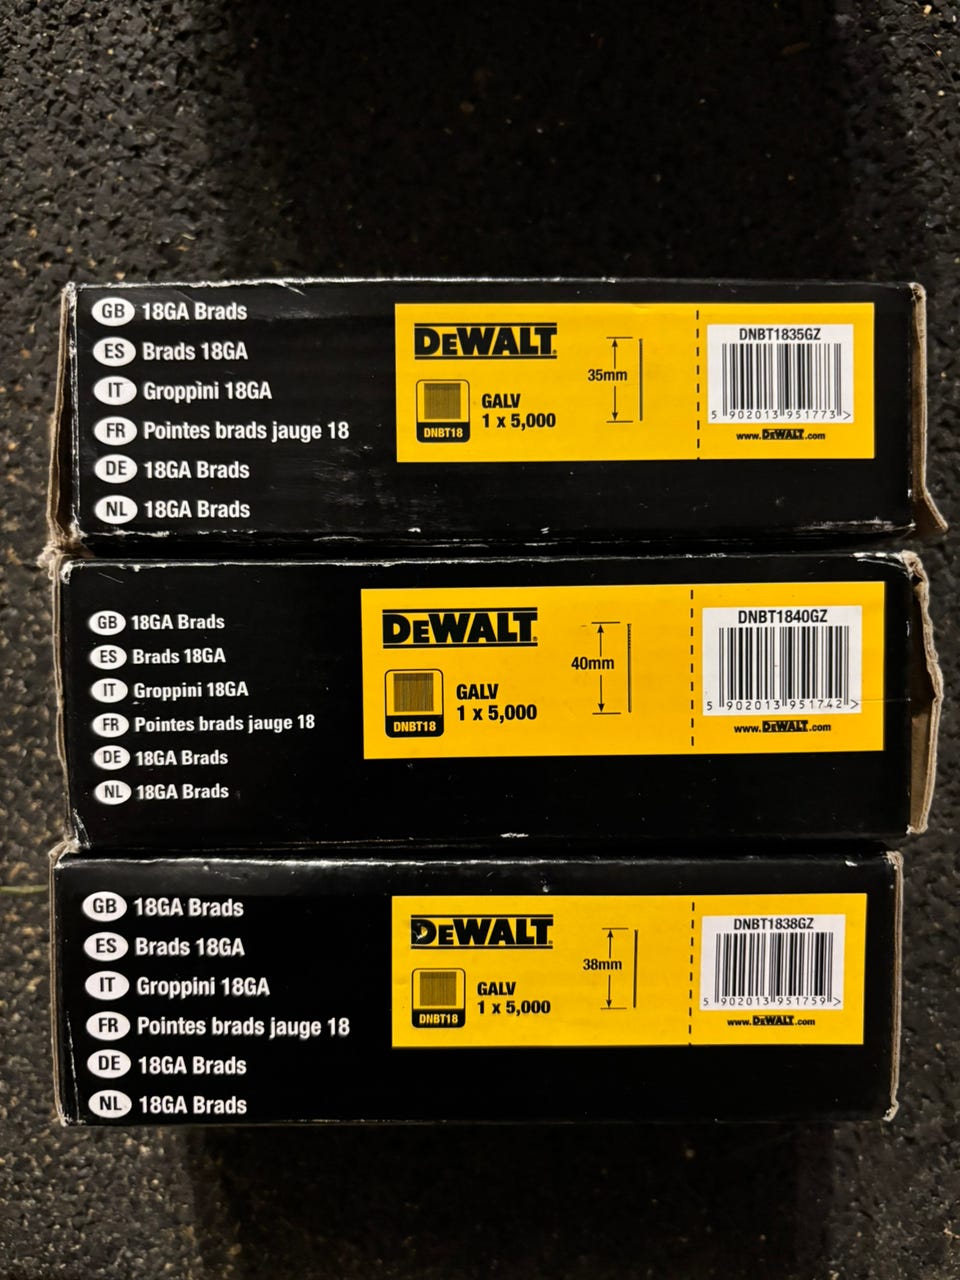 GB 18GA Brads
ES Brads 18GA
IT Groppini 18GA
FR Pointes brads jauge 18
DE 18GA Brads
NL 18GA Brads
DEWALT
DNBT18
GALV
1 x 5,000
35mm
DNBT1835GZ
5 902013 951773 >
www.DEWALT.com
GB 18GA Brads
ES Brads 18GA
IT Groppini 18GA
FR Pointes brads jauge 18
DE 18GA Brads
NL 18GA Brads
DEWALT
DNBT18
GALV
1 x 5,000
40mm
DNBT1840GZ
5 902013 951742 >
www.DEWALT.com
GB 18GA Brads
ES Brads 18GA
IT Groppini 18GA
FR Pointes brads jauge 18
DE 18GA Brads
NL 18GA Brads
DEWALT
DNBT18
GALV
1 x 5,000
38mm
DNBT1838GZ
5 902013 951759 >
www.DEWALT.com